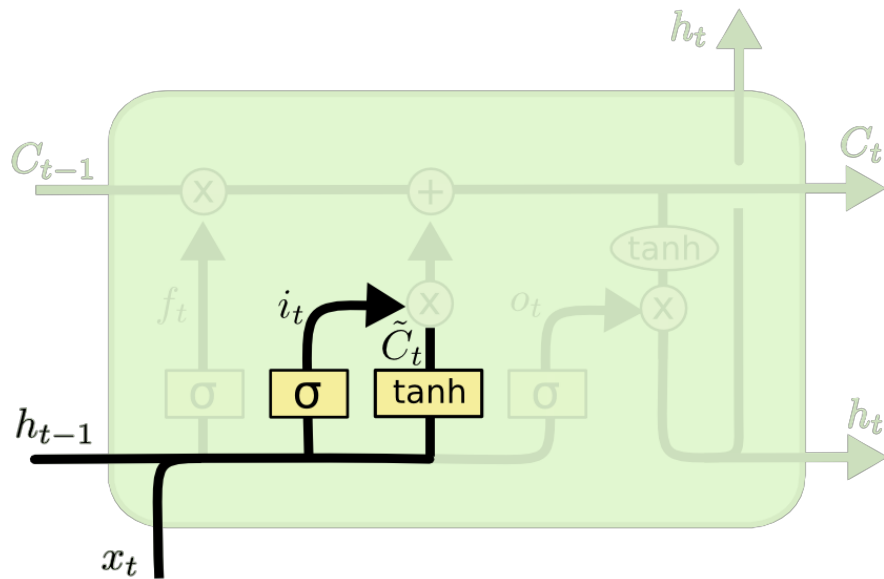 h_t
C_{t-1}
C_t
x
+
tanh
f_t
i_t
x
o_t
x
C̃_t
σ
σ
tanh
σ
h_{t-1}
h_t
x_t